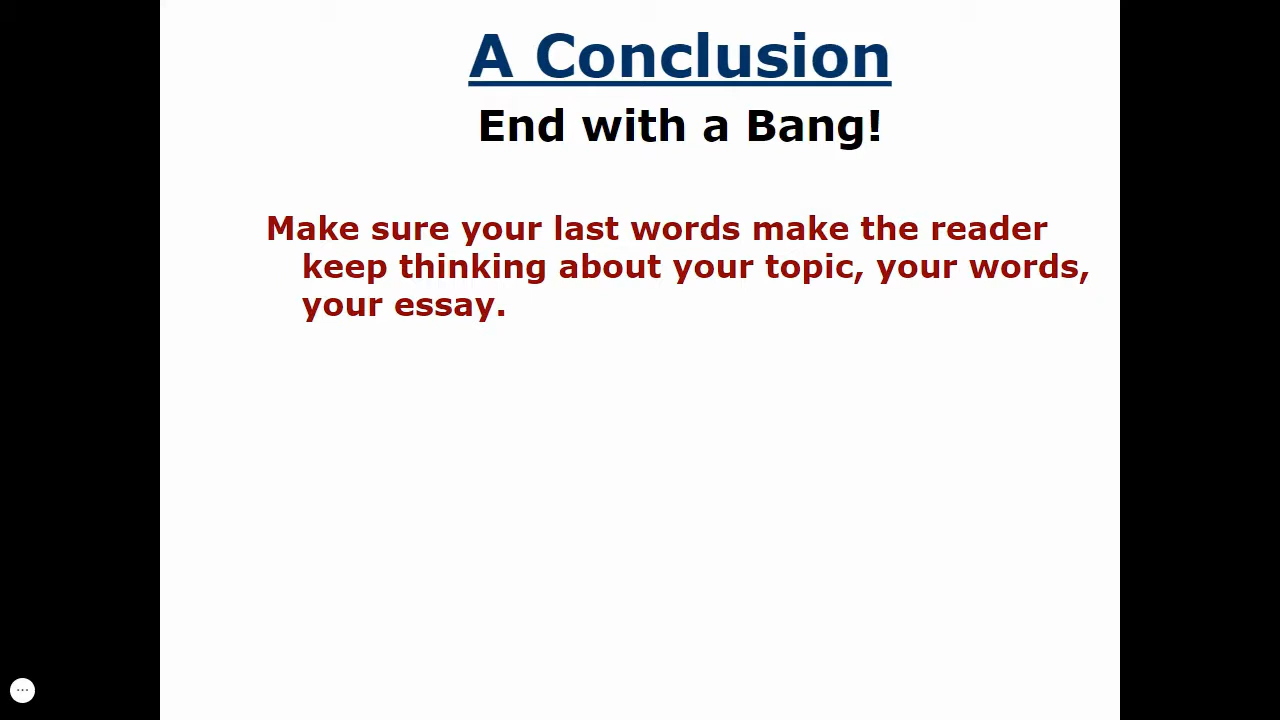 A Conclusion
End with a Bang!
Make sure your last words make the reader
keep thinking about your topic, your words,
your essay.